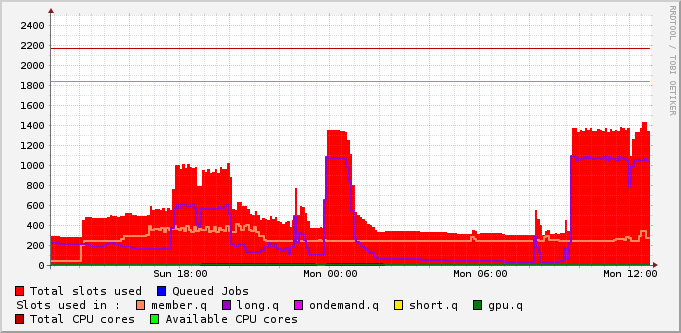 2400
2200
2000
1800
1600
1400
1200
1000
800
600
400
200
0
Sun 18:00 Mon 00:00 Mon 06:00 Mon 12:00
RRDTOOL / TOBI OETIKER
Total slots used Queued Jobs
Slots used in : member.q long.q ondemand.q short.q gpu.q
Total CPU cores Available CPU cores